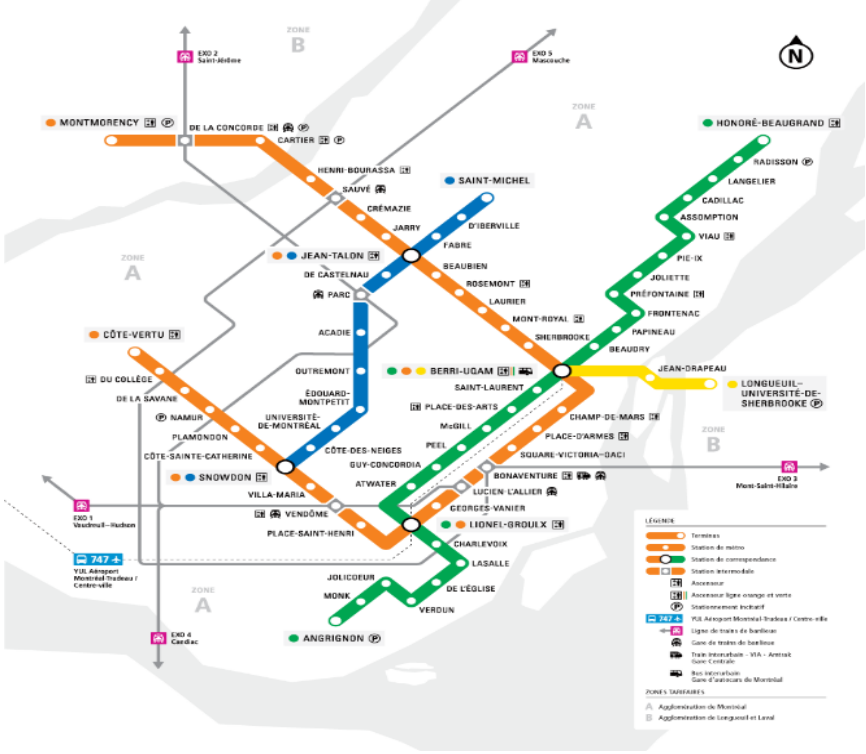 ZONE
B
EXO 2
Saint-Jérôme
EXO 5
Mascouche
N
ZONE
A
MONTMORENCY
DE LA CONCORDE
CARTIER
HONORÉ-BEAUGRAND
RADISSON
LANGELIER
CADILLAC
ASSOMPTION
VIAU
PIE-IX
JOLIETTE
PRÉFONTAINE
FRONTENAC
PAPINEAU
BEAUDRY
HENRI-BOURASSA
SAUVÉ
CRÉMAZIE
JARRY
SAINT-MICHEL
D'IBERVILLE
FABRE
JEAN-TALON
BEAUBIEN
DE CASTELNAU
ROSEMONT
PARC
LAURIER
MONT-ROYAL
SHERBROOKE
ZONE
A
ACADIE
CÔTE-VERTU
OUTREMONT
BERRI-UQAM
JEAN-DRAPEAU
DU COLLÈGE
SAINT-LAURENT
LONGUEUIL–
UNIVERSITÉ-DE-
SHERBROOKE
DE LA SAVANE
ÉDOUARD-
MONTPETIT
PLACE-DES-ARTS
CHAMP-DE-MARS
NAMUR
UNIVERSITÉ-
DE-MONTRÉAL
McGILL
PLACE-D'ARMES
ZONE
B
PLAMONDON
CÔTE-DES-NEIGES
PEEL
SQUARE-VICTORIA-OACI
CÔTE-SAINTE-CATHERINE
GUY-CONCORDIA
SNOWDON
ATWATER
BONAVENTURE
EXO 3
Mont-Saint-Hilaire
VILLA-MARIA
LUCIEN-L'ALLIER
GEORGES-VANIER
VENDÔME
EXO 1
Vaudreuil–Hudson
PLACE-SAINT-HENRI
LIONEL-GROULX
CHARLEVOIX
747
YUL Aéroport
Montréal-Trudeau /
Centre-ville
LASALLE
JOLICOEUR
DE L'ÉGLISE
MONK
VERDUN
ZONE
A
EXO 4
Candiac
ANGRIGNON
LÉGENDE
Terminus
Station de métro
Station de correspondance
Station intermodale
Ascenseur
Ascenseur ligne orange et verte
Stationnement incitatif
747 YUL Aéroport Montréal-Trudeau / Centre-ville
Ligne de trains de banlieue
Gare de trains de banlieue
Train interurbain - VIA - Amtrak
Gare Centrale
Bus interurbain
Gare d'autocars de Montréal
ZONES TARIFAIRES
A Agglomération de Montréal
B Agglomération de Longueuil et Laval